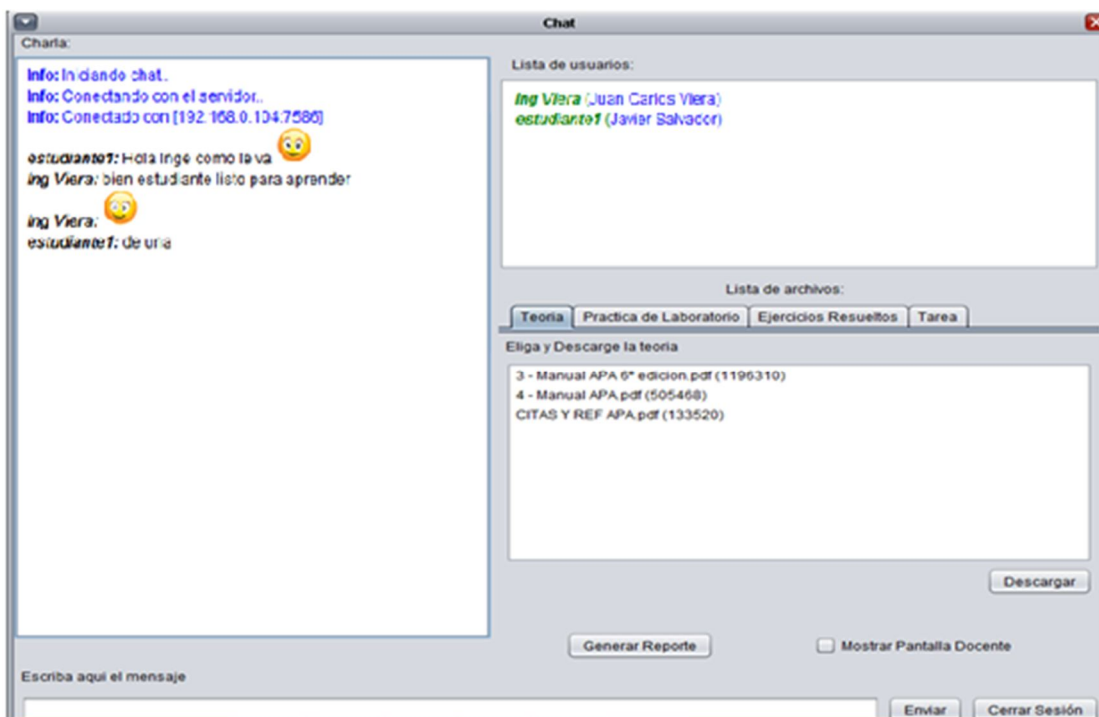 Chat
Charla:
Info: Iniciando chat..
Info: Conectando con el servidor..
Info: Conectado con [192.168.0.104:7586]
estudiante1: Hola Inge como le va
Ing Viera: bien estudiante listo para aprender
Ing Viera:
estudiante1: de una
Lista de usuarios:
Ing Viera (Juan Carlos Viera)
estudiante1 (Javier Salvador)
Lista de archivos:
Teoria Practica de Laboratorio Ejercicios Resueltos Tarea
Eliga y Descarge la teoria
3 - Manual APA 6° edicion.pdf (1196310)
4 - Manual APA.pdf (505468)
CITAS Y REF APA.pdf (133520)
Descargar
Generar Reporte Mostrar Pantalla Docente
Escriba aqui el mensaje
Enviar Cerrar Sesión